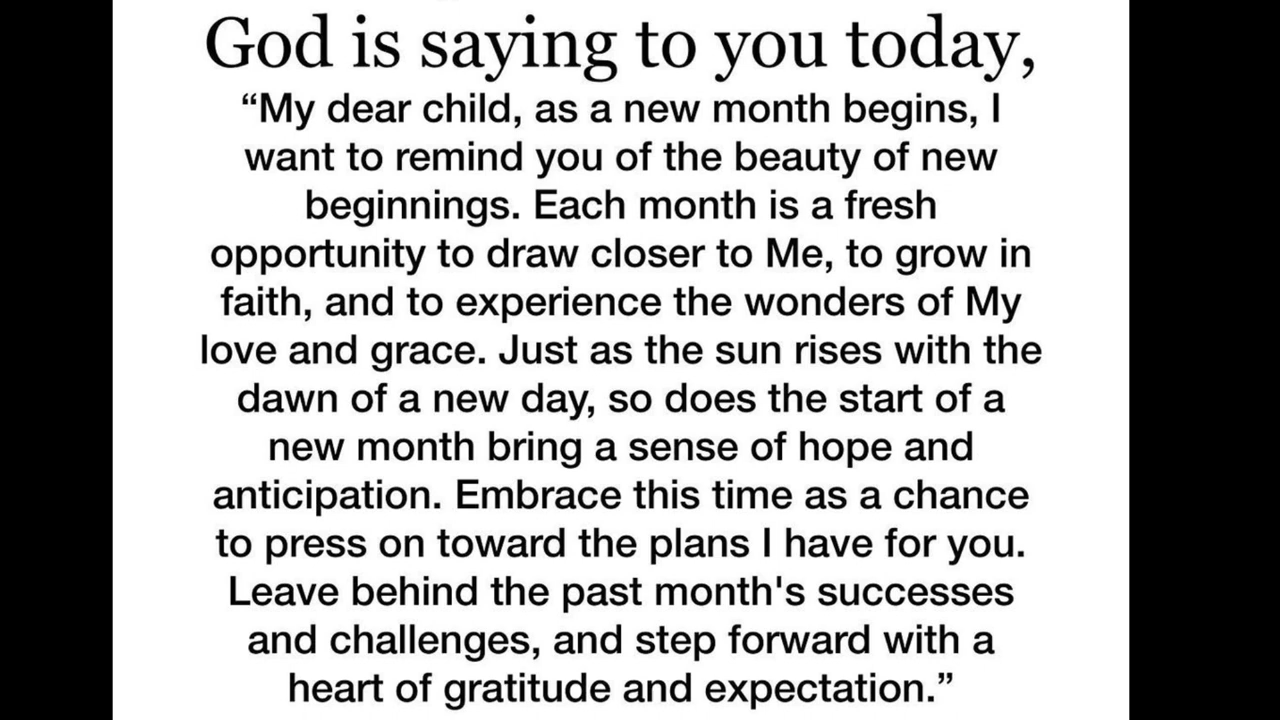 God is saying to you today,
“My dear child, as a new month begins, I
want to remind you of the beauty of new
beginnings. Each month is a fresh
opportunity to draw closer to Me, to grow in
faith, and to experience the wonders of My
love and grace. Just as the sun rises with the
dawn of a new day, so does the start of a
new month bring a sense of hope and
anticipation. Embrace this time as a chance
to press on toward the plans I have for you.
Leave behind the past month's successes
and challenges, and step forward with a
heart of gratitude and expectation.”